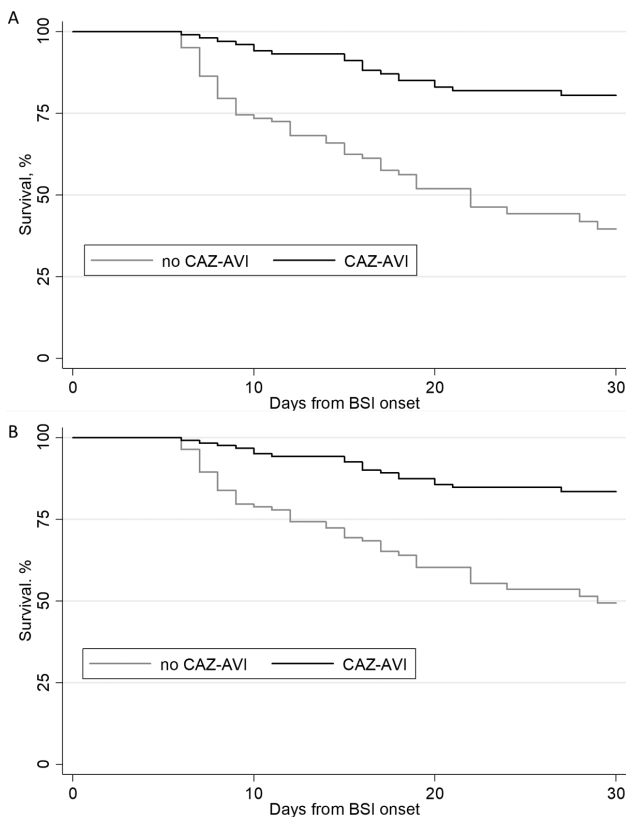 A
100
75
50
25
0
Survival, %
no CAZ-AVI CAZ-AVI
0 10 20 30
Days from BSI onset
B
100
75
50
25
0
Survival. %
no CAZ-AVI CAZ-AVI
0 10 20 30
Days from BSI onset